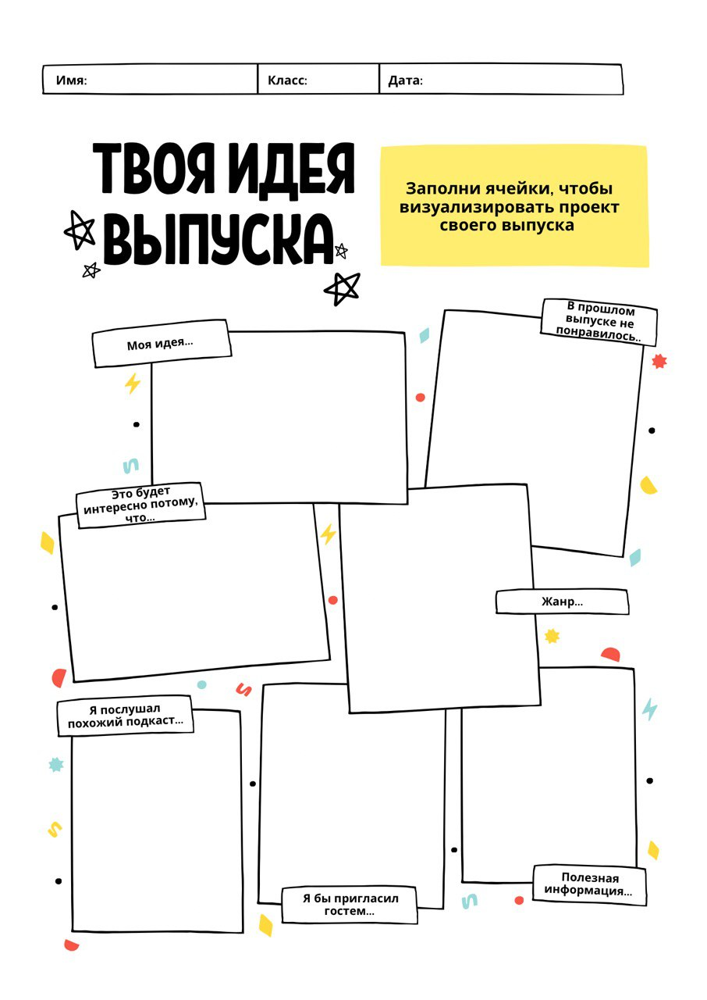 Имя:
Класс:
Дата:
ТВОЯ ИДЕЯ
ВЫПУСКА
Заполни ячейки, чтобы
визуализировать проект
своего выпуска
Моя идея...
В прошлом
выпуске не
понравилось..
Это будет
интересно потому,
что...
Жанр...
Я послушал
похожий подкаст...
Я бы пригласил
гостем...
Полезная
информация...